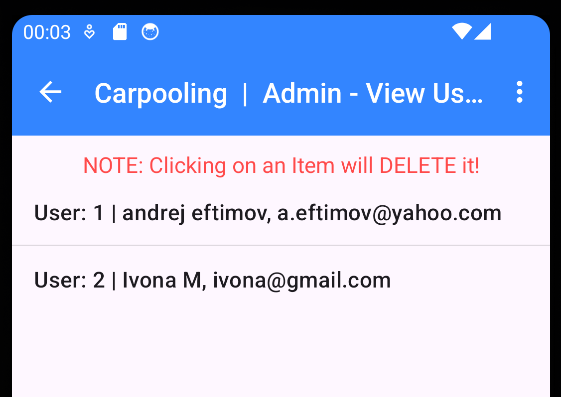 00:03
Carpooling | Admin - View Us...
NOTE: Clicking on an Item will DELETE it!
User: 1 | andrej eftimov, a.eftimov@yahoo.com
User: 2 | Ivona M, ivona@gmail.com